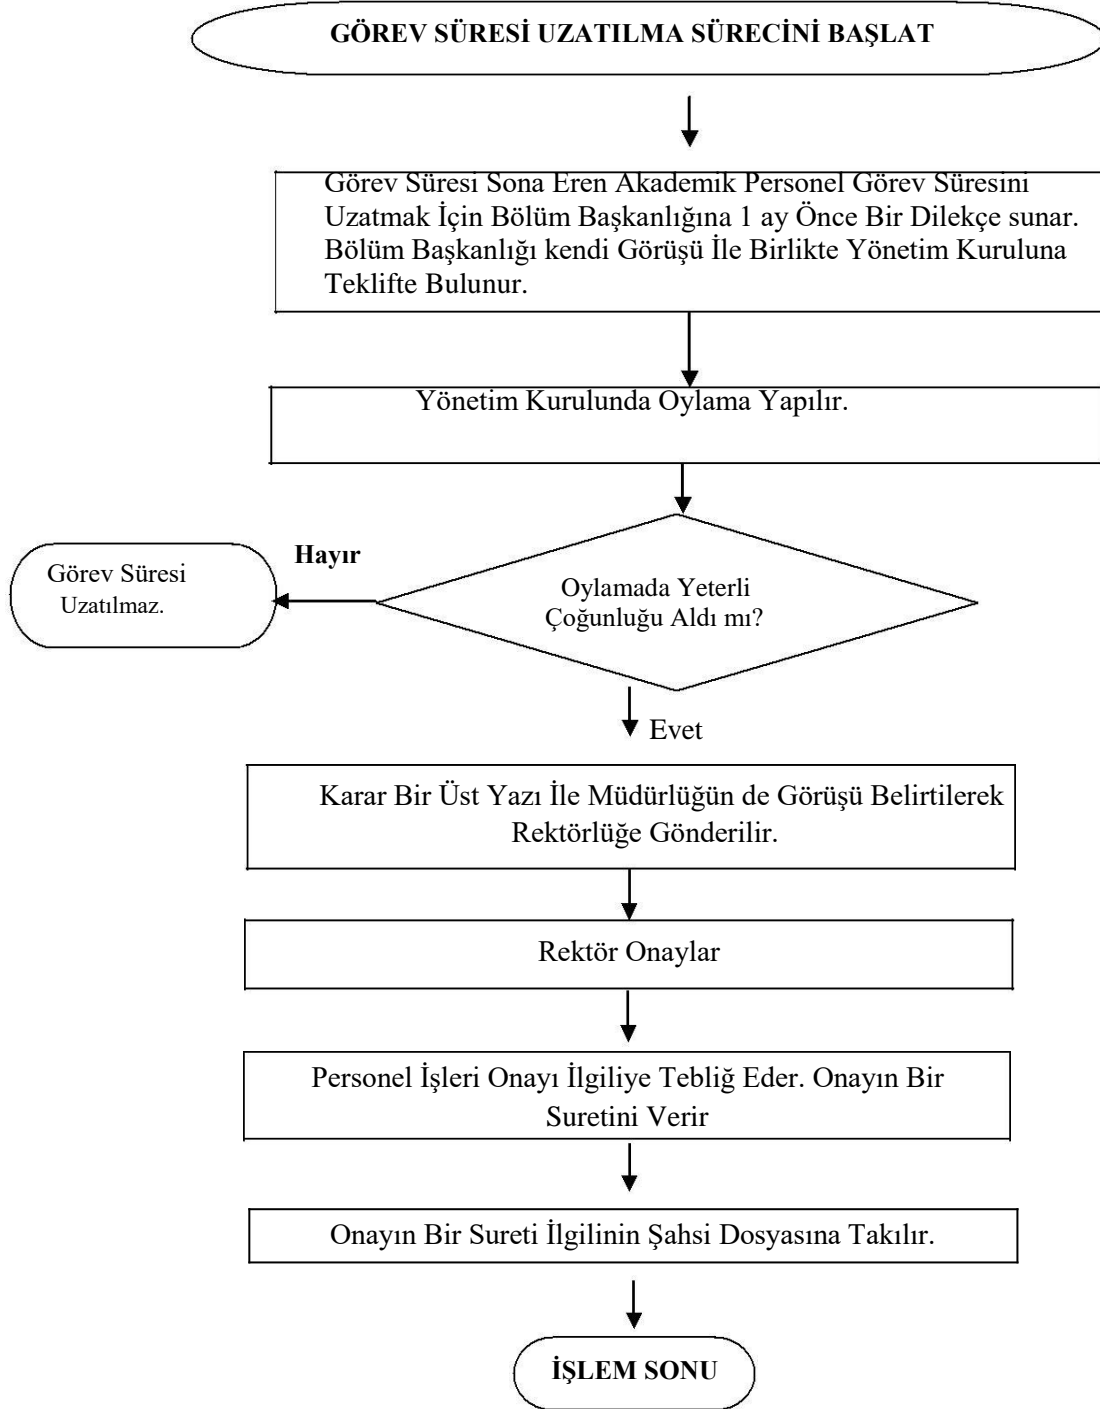 GÖREV SÜRESİ UZATILMA SÜRECİNİ BAŞLAT
Görev Süresi Sona Eren Akademik Personel Görev Süresini
Uzatmak İçin Bölüm Başkanlığına 1 ay Önce Bir Dilekçe sunar.
Bölüm Başkanlığı kendi Görüşü İle Birlikte Yönetim Kuruluna
Teklifte Bulunur.
Yönetim Kurulunda Oylama Yapılır.
Hayır
Görev Süresi
Uzatılmaz.
Oylamada Yeterli
Çoğunluğu Aldı mı?
Evet
Karar Bir Üst Yazı İle Müdürlüğün de Görüşü Belirtilerek
Rektörlüğe Gönderilir.
Rektör Onaylar
Personel İşleri Onayı İlgiliye Tebliğ Eder. Onayın Bir
Suretini Verir
Onayın Bir Sureti İlgilinin Şahsi Dosyasına Takılır.
İŞLEM SONU